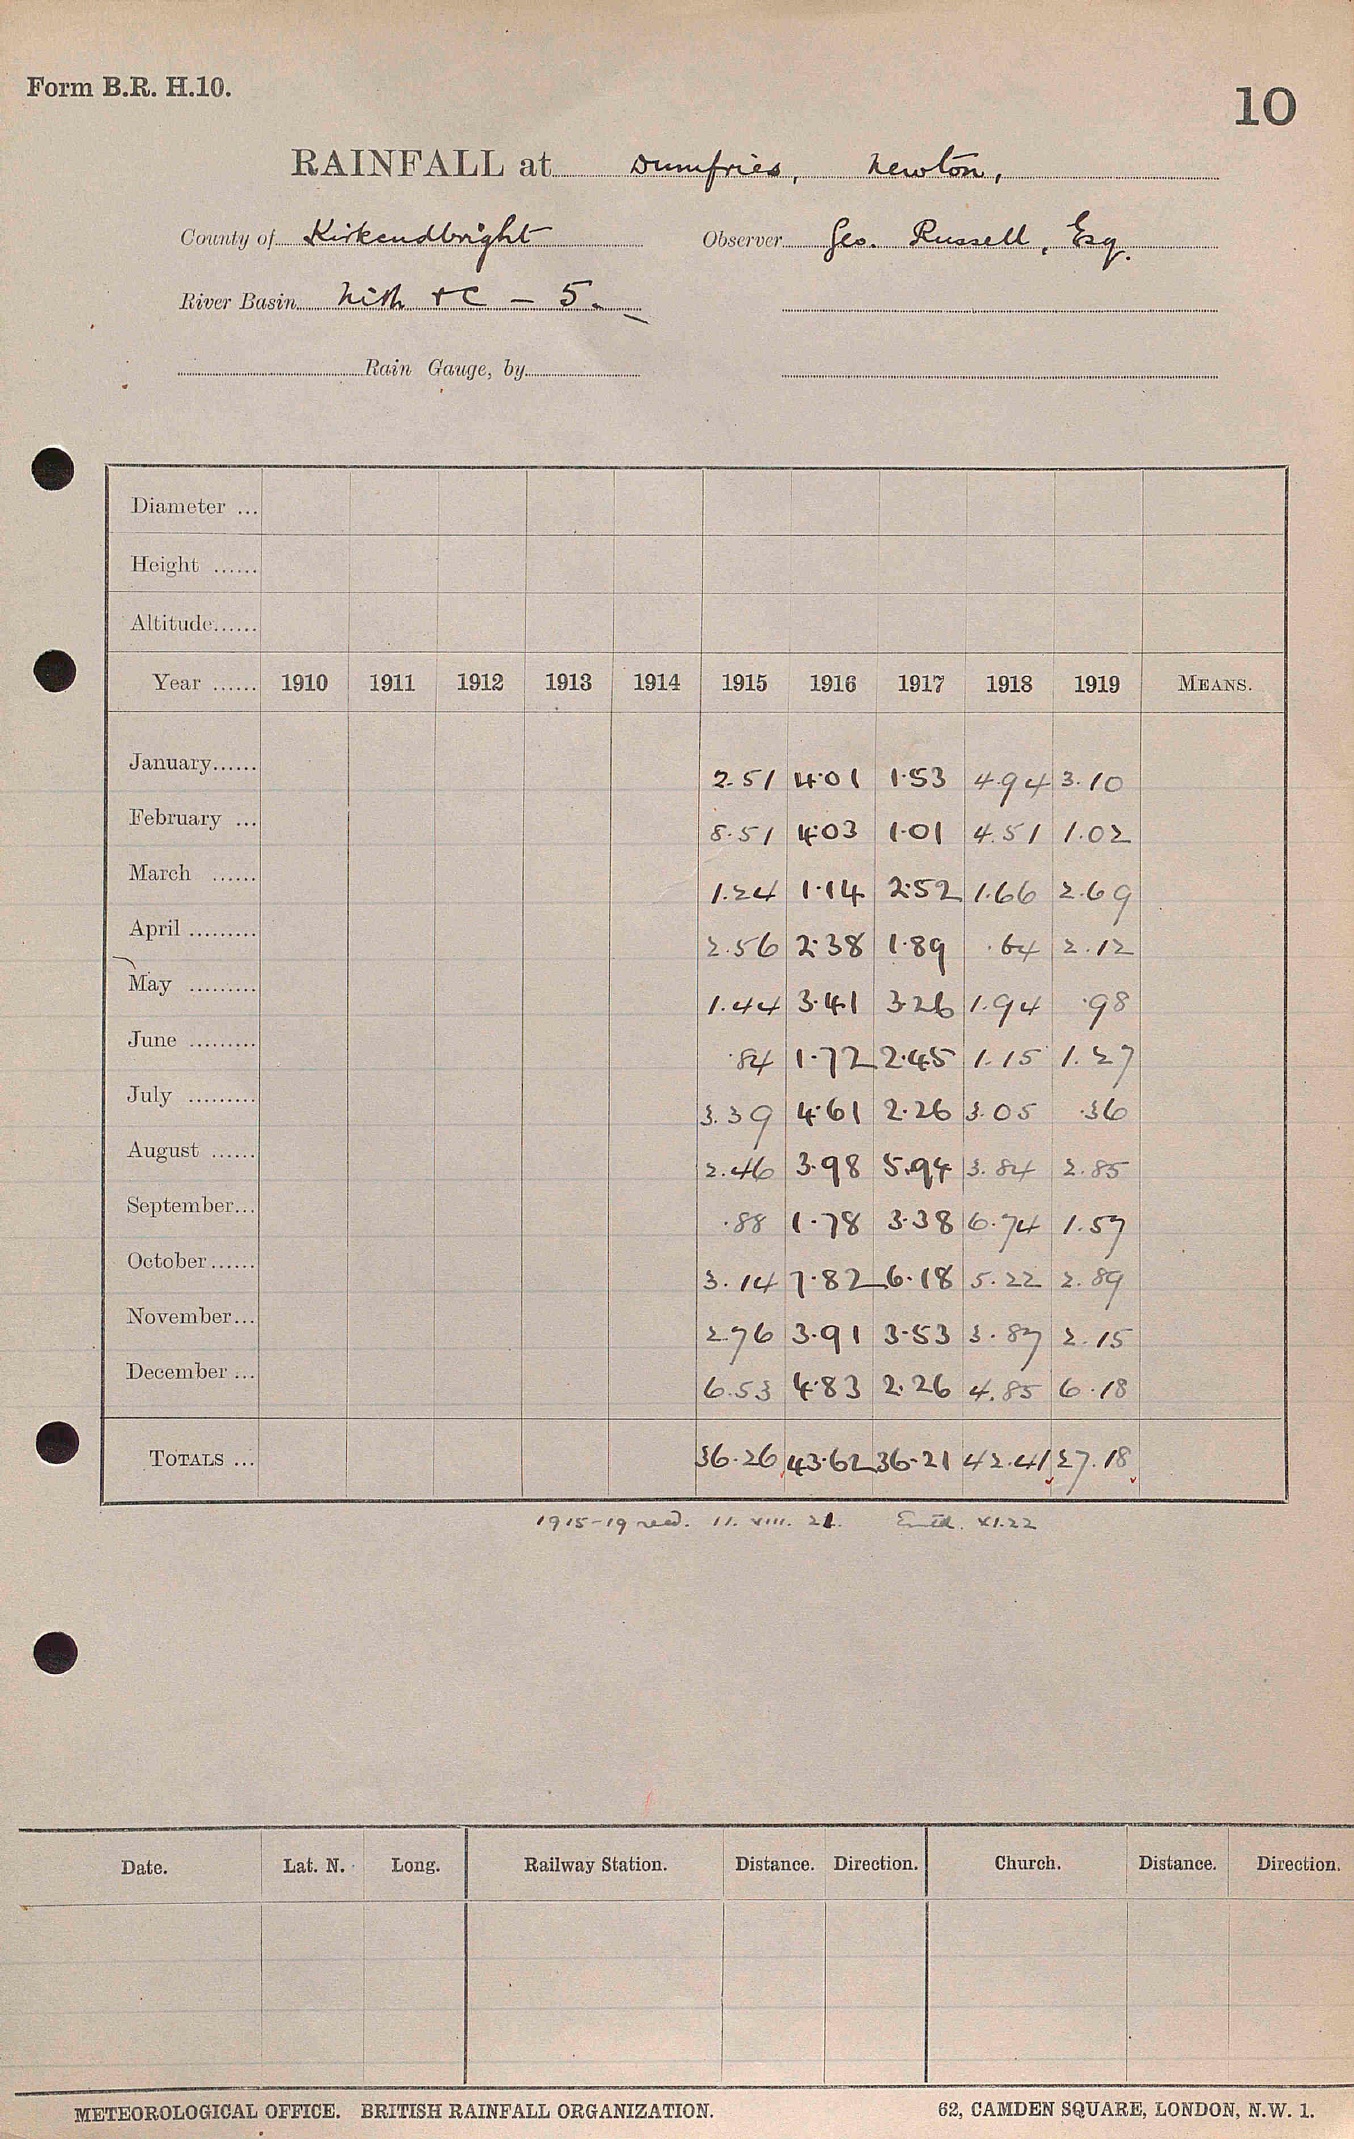 Form B.R. H.10.
10
RAINFALL at Dumfries, Newton,
County of Kirkcudbright Observer Geo. Russell, Esq.
River Basin Nith &c - 5.
Rain Gauge, by
Diameter ...
Height ......
Altitude......
Year ...... 1910 1911 1912 1913 1914 1915 1916 1917 1918 1919 MEANS.
January...... 2.51 4.01 1.53 4.94 3.10
February ... 8.51 4.03 1.01 4.51 1.02
March ...... 1.24 1.14 2.52 1.66 2.69
April ......... 2.56 2.38 1.89 .64 2.12
May ......... 1.44 3.41 3.26 1.94 .98
June ......... .84 1.72 2.45 1.15 1.27
July ......... 3.39 4.61 2.26 3.05 .36
August ...... 2.46 3.98 5.94 3.84 2.85
September... .88 1.78 3.38 6.74 1.57
October...... 3.14 7.82 6.18 5.22 2.89
November... 2.76 3.91 3.53 3.87 2.15
December ... 6.53 4.83 2.26 4.85 6.18
TOTALS ... 36.26 43.62 36.21 42.41 27.18
1915-19 recd. 11. VIII. 21. Entd. XI.22
Date. Lat. N. Long. Railway Station. Distance. Direction. Church. Distance. Direction.
METEOROLOGICAL OFFICE. BRITISH RAINFALL ORGANIZATION. 62, CAMDEN SQUARE, LONDON, N.W. 1.